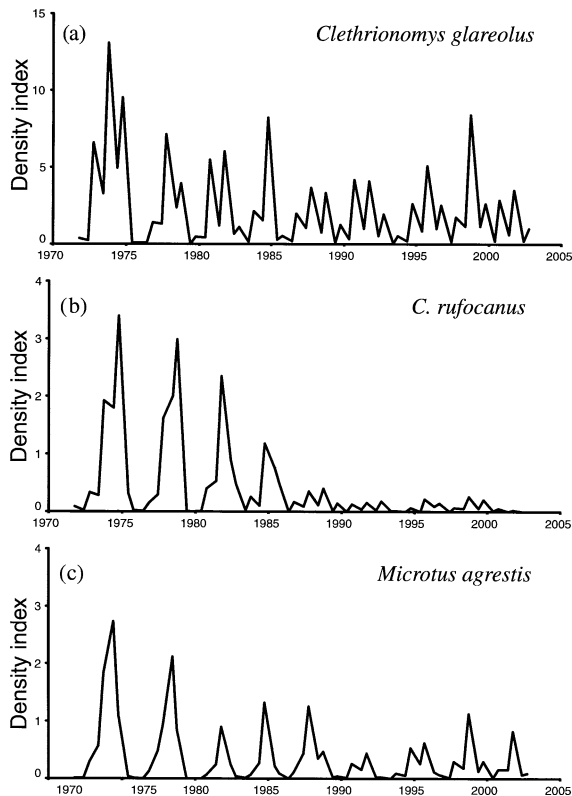 (a)
Clethrionomys glareolus
Density index
15
10
5
0
1970 1975 1980 1985 1990 1995 2000 2005
(b)
C. rufocanus
Density index
4
3
2
1
0
1970 1975 1980 1985 1990 1995 2000 2005
(c)
Microtus agrestis
Density index
4
3
2
1
0
1970 1975 1980 1985 1990 1995 2000 2005